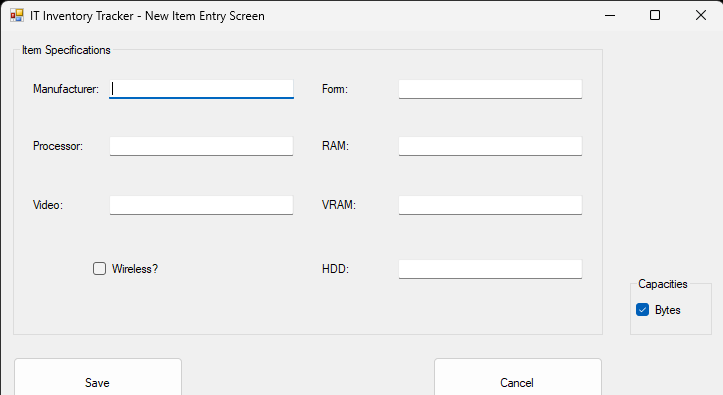 IT Inventory Tracker - New Item Entry Screen
Item Specifications
Manufacturer:
Form:
Processor:
RAM:
Video:
VRAM:
Wireless?
HDD:
Capacities
Bytes
Save
Cancel